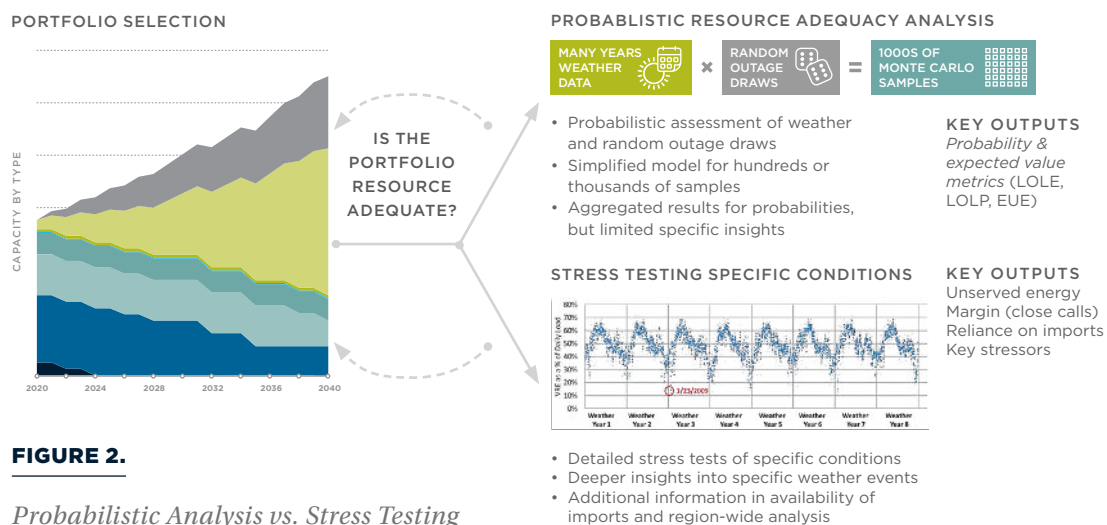 PORTFOLIO SELECTION
CAPACITY BY TYPE
2020
2024
2028
2032
2036
2040
IS THE
PORTFOLIO
RESOURCE
ADEQUATE?
FIGURE 2.
Probabilistic Analysis vs. Stress Testing
PROBABLISTIC RESOURCE ADEQUACY ANALYSIS
MANY YEARS
WEATHER
DATA
×
RANDOM
OUTAGE
DRAWS
=
1000S OF
MONTE CARLO
SAMPLES
• Probabilistic assessment of weather
and random outage draws
• Simplified model for hundreds or
thousands of samples
• Aggregated results for probabilities,
but limited specific insights
KEY OUTPUTS
Probability &
expected value
metrics (LOLE,
LOLP, EUE)
STRESS TESTING SPECIFIC CONDITIONS
VRE as a % of Daily Load
80%
70%
60%
50%
40%
30%
20%
10%
0%
1/23/2009
Weather
Year 1
Weather
Year 2
Weather
Year 3
Weather
Year 4
Weather
Year 5
Weather
Year 6
Weather
Year 7
Weather
Year 8
• Detailed stress tests of specific conditions
• Deeper insights into specific weather events
• Additional information in availability of
imports and region-wide analysis
KEY OUTPUTS
Unserved energy
Margin (close calls)
Reliance on imports
Key stressors